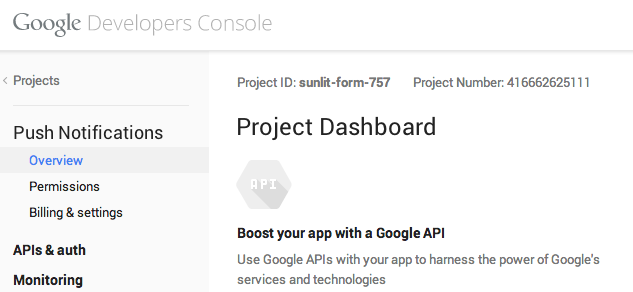 Google Developers Console
Projects
Project ID: sunlit-form-757 Project Number: 416662625111
Push Notifications
Overview
Permissions
Billing & settings
APIs & auth
Monitoring
Project Dashboard
API
Boost your app with a Google API
Use Google APIs with your app to harness the power of Google's
services and technologies